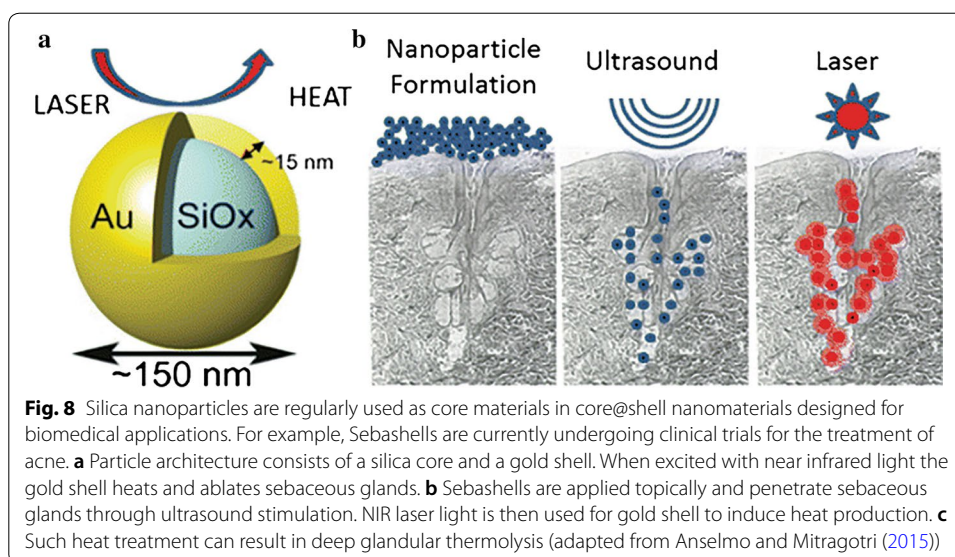 a
LASER
HEAT
~15 nm
Au
SiOx
~150 nm
b
Nanoparticle
Formulation
Ultrasound
Laser
Fig. 8 Silica nanoparticles are regularly used as core materials in core@shell nanomaterials designed for
biomedical applications. For example, Sebashells are currently undergoing clinical trials for the treatment of
acne. a Particle architecture consists of a silica core and a gold shell. When excited with near infrared light the
gold shell heats and ablates sebaceous glands. b Sebashells are applied topically and penetrate sebaceous
glands through ultrasound stimulation. NIR laser light is then used for gold shell to induce heat production. c
Such heat treatment can result in deep glandular thermolysis (adapted from Anselmo and Mitragotri (2015))